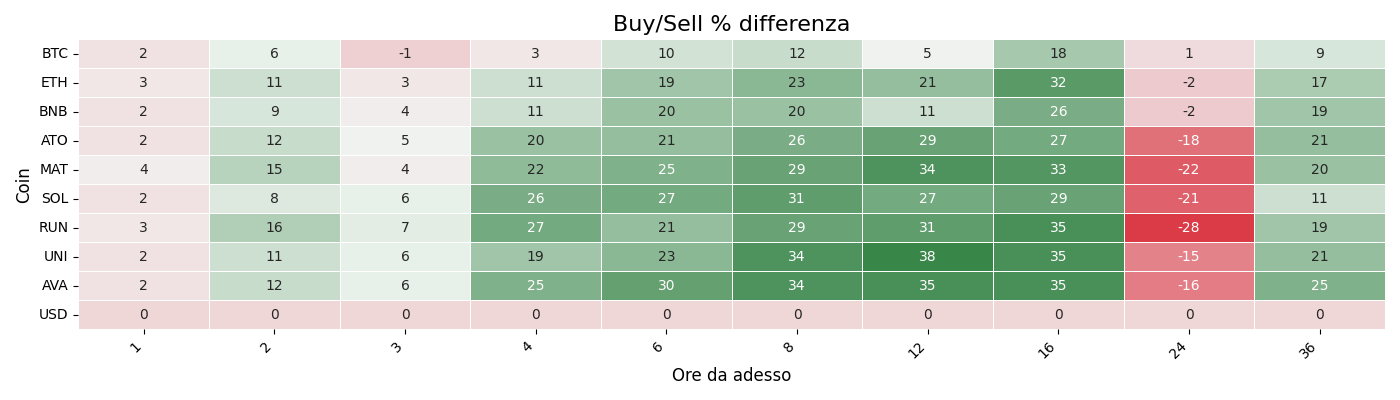 Buy/Sell % differenza
Coin
BTC 2 6 -1 3 10 12 5 18 1 9
ETH 3 11 3 11 19 23 21 32 -2 17
BNB 2 9 4 11 20 20 11 26 -2 19
ATO 2 12 5 20 21 26 29 27 -18 21
MAT 4 15 4 22 25 29 34 33 -22 20
SOL 2 8 6 26 27 31 27 29 -21 11
RUN 3 16 7 27 21 29 31 35 -28 19
UNI 2 11 6 19 23 34 38 35 -15 21
AVA 2 12 6 25 30 34 35 35 -16 25
USD 0 0 0 0 0 0 0 0 0 0
1 2 3 4 6 8 12 16 24 36
Ore da adesso